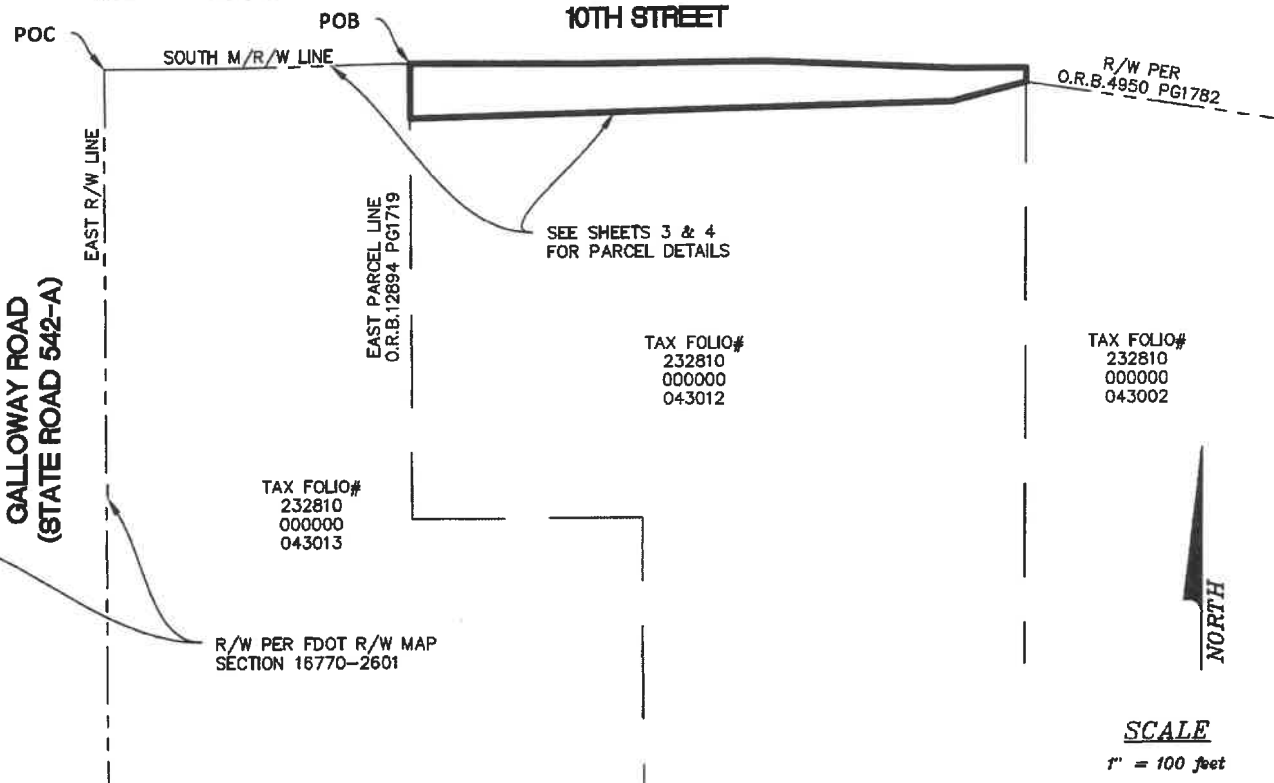 10TH STREET
POC
POB
SOUTH M/R/W LINE
R/W PER
O.R.B.4950 PG1782
EAST R/W LINE
EAST PARCEL LINE
O.R.B.12894 PG1719
SEE SHEETS 3 & 4
FOR PARCEL DETAILS
GALLOWAY ROAD
(STATE ROAD 542-A)
TAX FOLIO#
232810
000000
043012
TAX FOLIO#
232810
000000
043002
TAX FOLIO#
232810
000000
043013
R/W PER FDOT R/W MAP
SECTION 16770-2601
NORTH
SCALE
1" = 100 feet